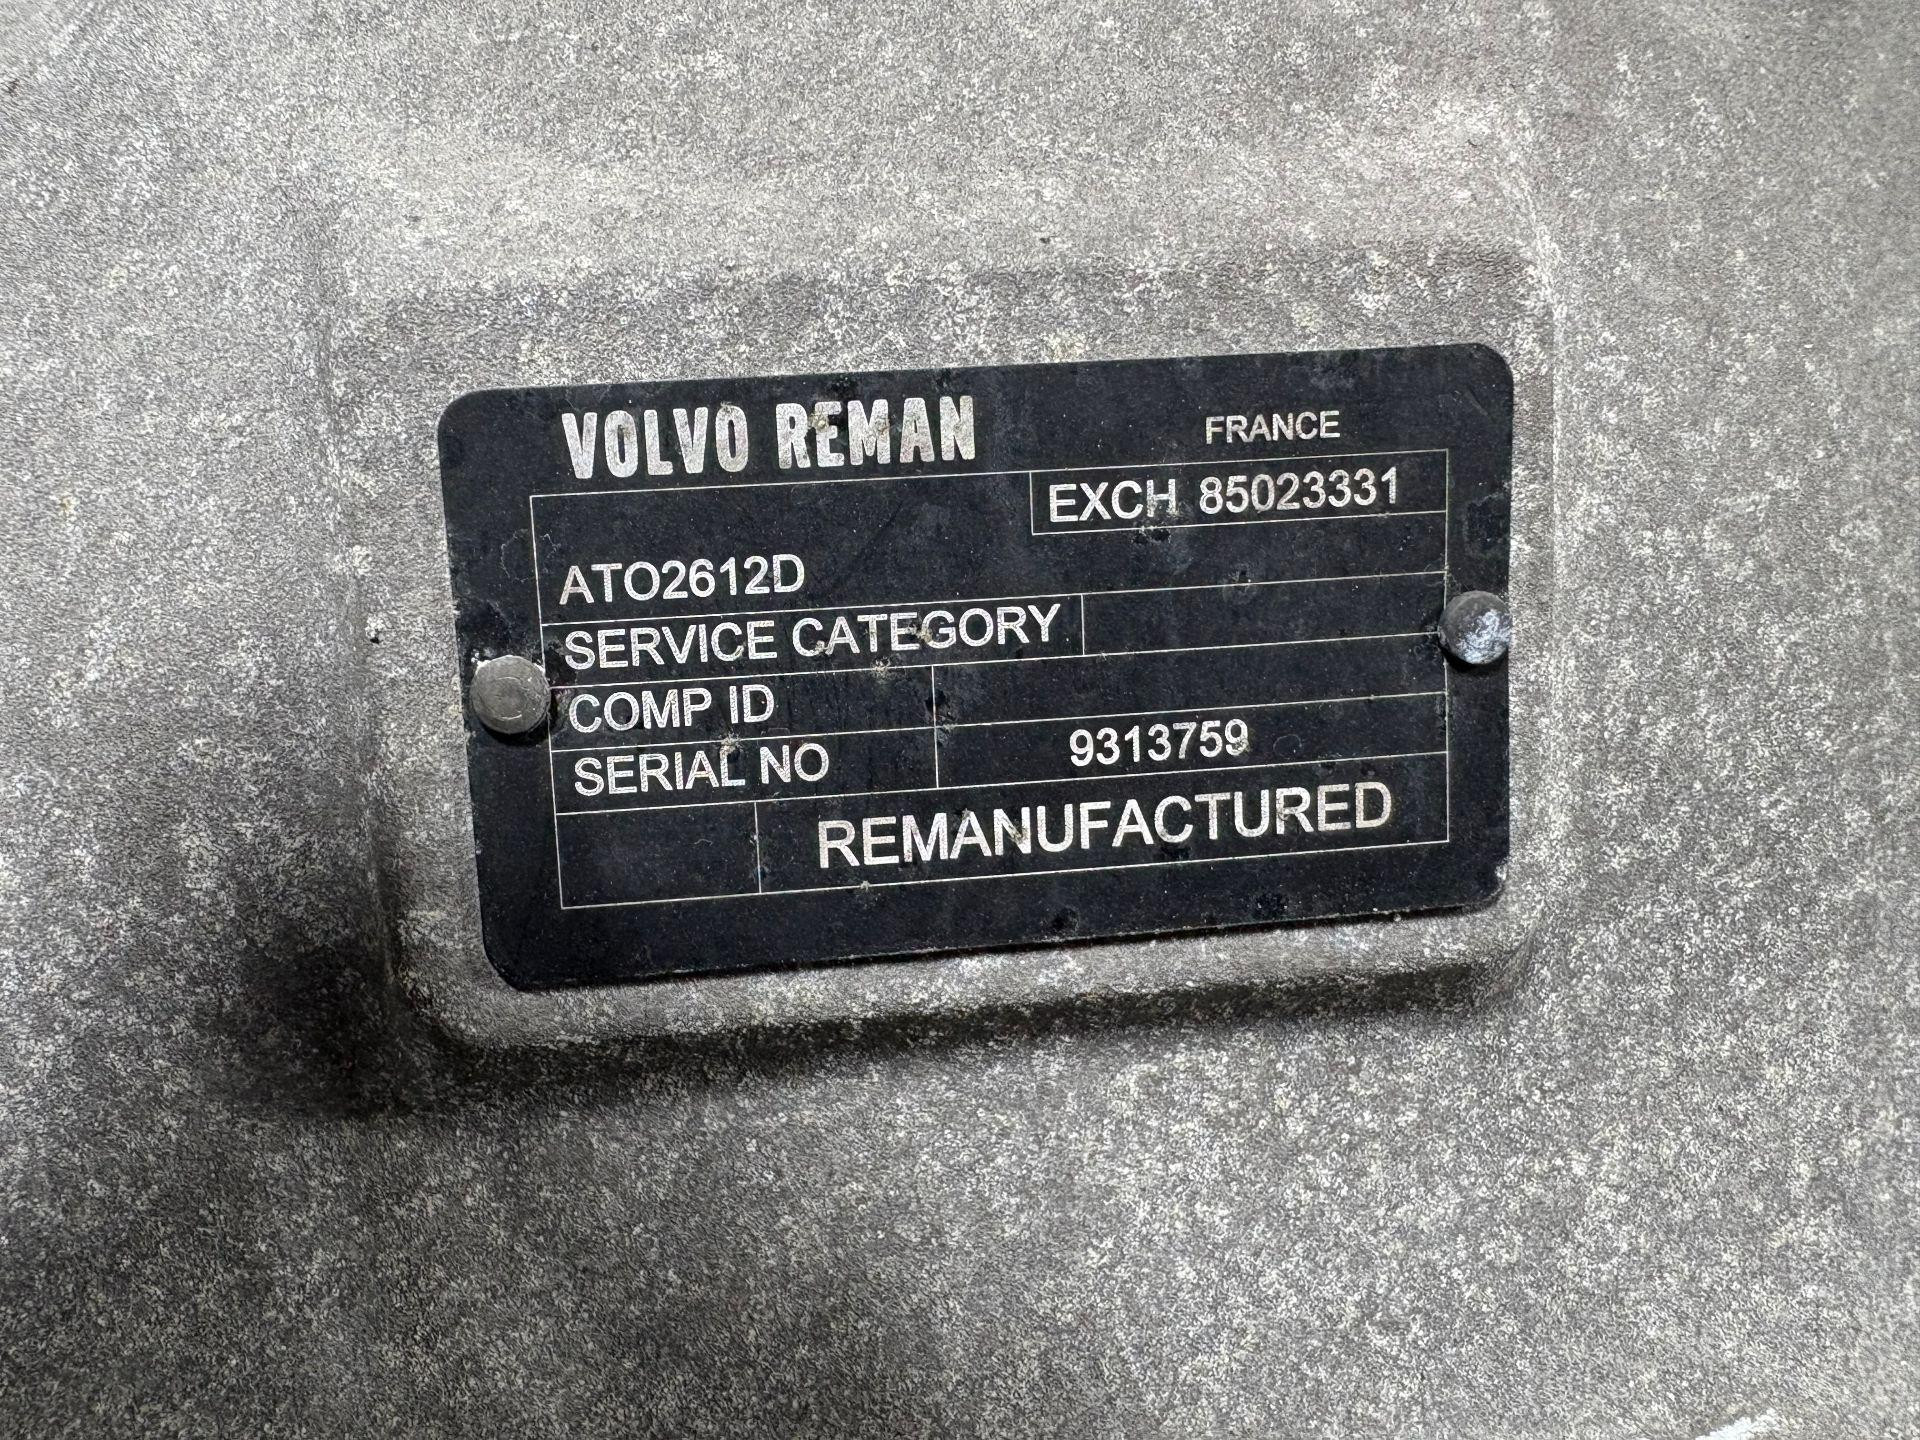 VOLVO REMAN FRANCE
EXCH 85023331
ATO2612D
SERVICE CATEGORY
COMP ID
SERIAL NO 9313759
REMANUFACTURED